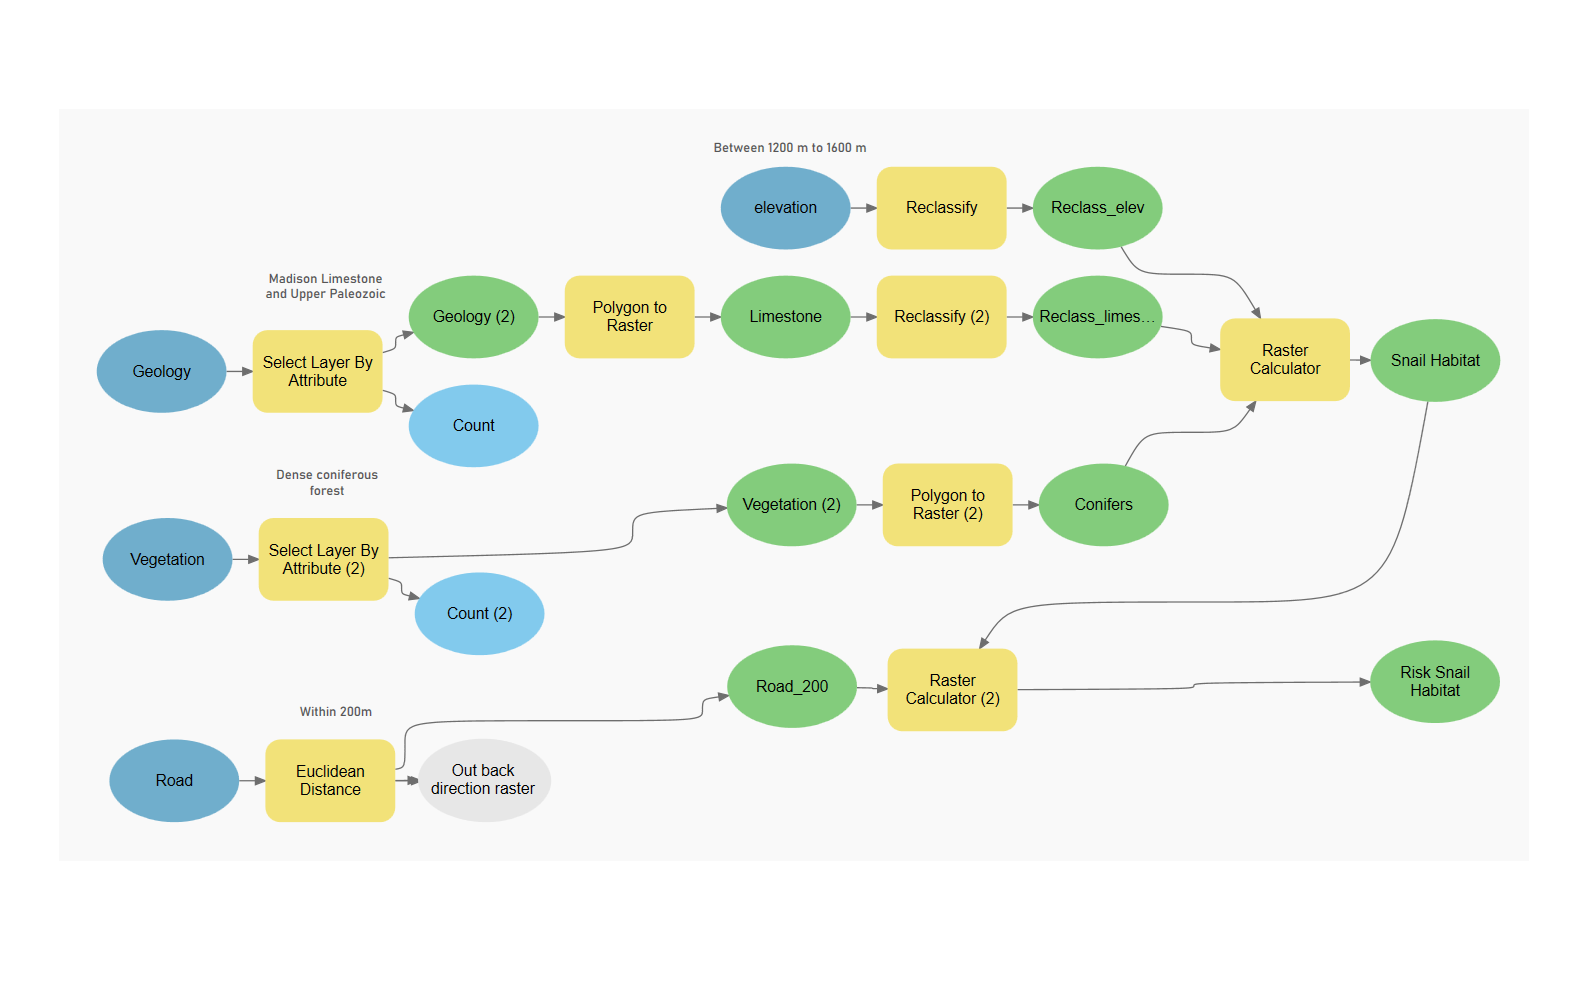 Between 1200 m to 1600 m
elevation
Reclassify
Reclass_elev
Madison Limestone
and Upper Paleozoic
Geology (2)
Polygon to
Raster
Limestone
Reclassify (2)
Reclass_limes...
Geology
Select Layer By
Attribute
Raster
Calculator
Snail Habitat
Count
Dense coniferous
forest
Vegetation (2)
Polygon to
Raster (2)
Conifers
Vegetation
Select Layer By
Attribute (2)
Count (2)
Road_200
Raster
Calculator (2)
Risk Snail
Habitat
Within 200m
Road
Euclidean
Distance
Out back
direction raster